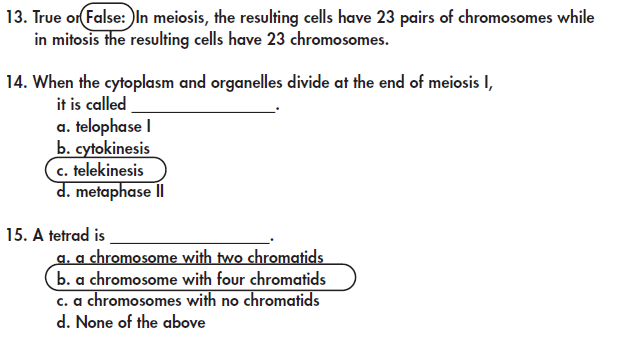 13. True or False: In meiosis, the resulting cells have 23 pairs of chromosomes while
in mitosis the resulting cells have 23 chromosomes.
14. When the cytoplasm and organelles divide at the end of meiosis I,
it is called ____________________.
a. telophase I
b. cytokinesis
c. telekinesis
d. metaphase II
15. A tetrad is ______________________.
a. a chromosome with two chromatids
b. a chromosome with four chromatids
c. a chromosomes with no chromatids
d. None of the above